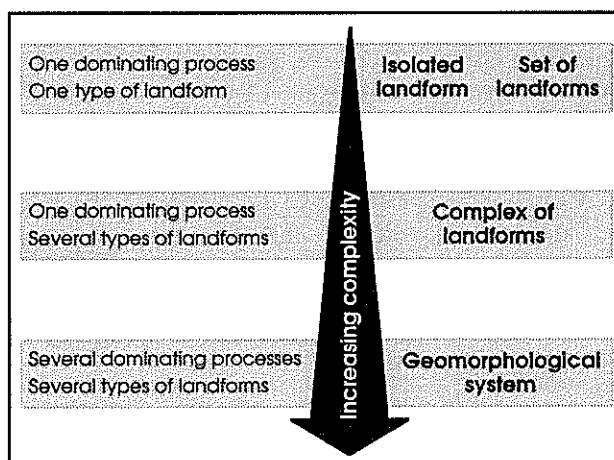 One dominating process
One type of landform
Isolated
landform
Set of
landforms
One dominating process
Several types of landforms
Complex of
landforms
Several dominating processes
Several types of landforms
Geomorphological
system
Increasing complexity